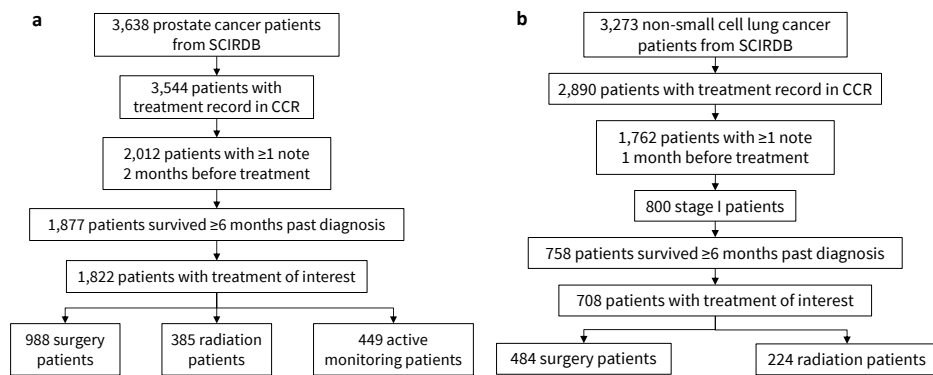 a
3,638 prostate cancer patients
from SCIRDB
3,544 patients with
treatment record in CCR
2,012 patients with ≥1 note
2 months before treatment
1,877 patients survived ≥6 months past diagnosis
1,822 patients with treatment of interest
988 surgery
patients
385 radiation
patients
449 active
monitoring patients
b
3,273 non-small cell lung cancer
patients from SCIRDB
2,890 patients with treatment record in CCR
1,762 patients with ≥1 note
1 month before treatment
800 stage I patients
758 patients survived ≥6 months past diagnosis
708 patients with treatment of interest
484 surgery patients
224 radiation patients